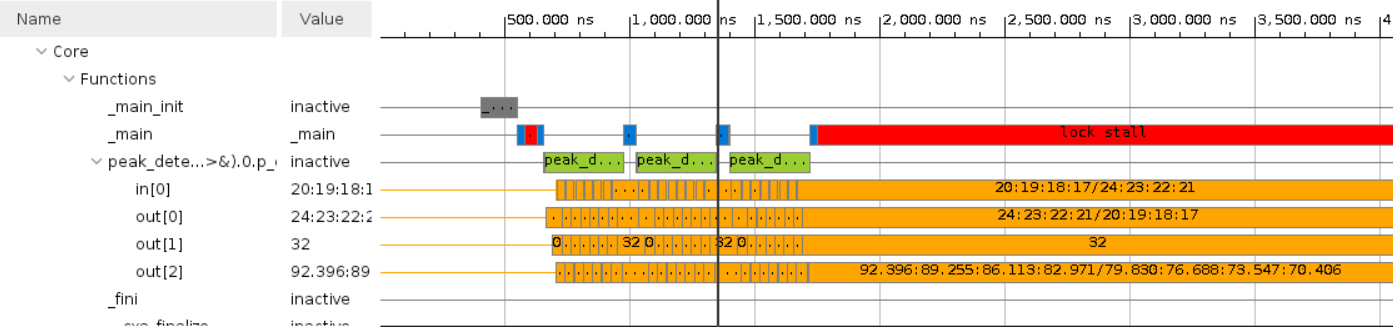 Name Value 500.000 ns 1,000.000 ns 1,500.000 ns 2,000.000 ns 2,500.000 ns 3,000.000 ns 3,500.000 ns 4
Core
Functions
_main_init inactive _...
_main _main lock stall
peak_dete...>&).0.p_ inactive peak_d... peak_d... peak_d...
in[0] 20:19:18:1 20:19:18:17/24:23:22:21
out[0] 24:23:22:2 24:23:22:21/20:19:18:17
out[1] 32 0 32 0 32 0 32
out[2] 92.396:89 92.396:89.255:86.113:82.971/79.830:76.688:73.547:70.406
_fini inactive